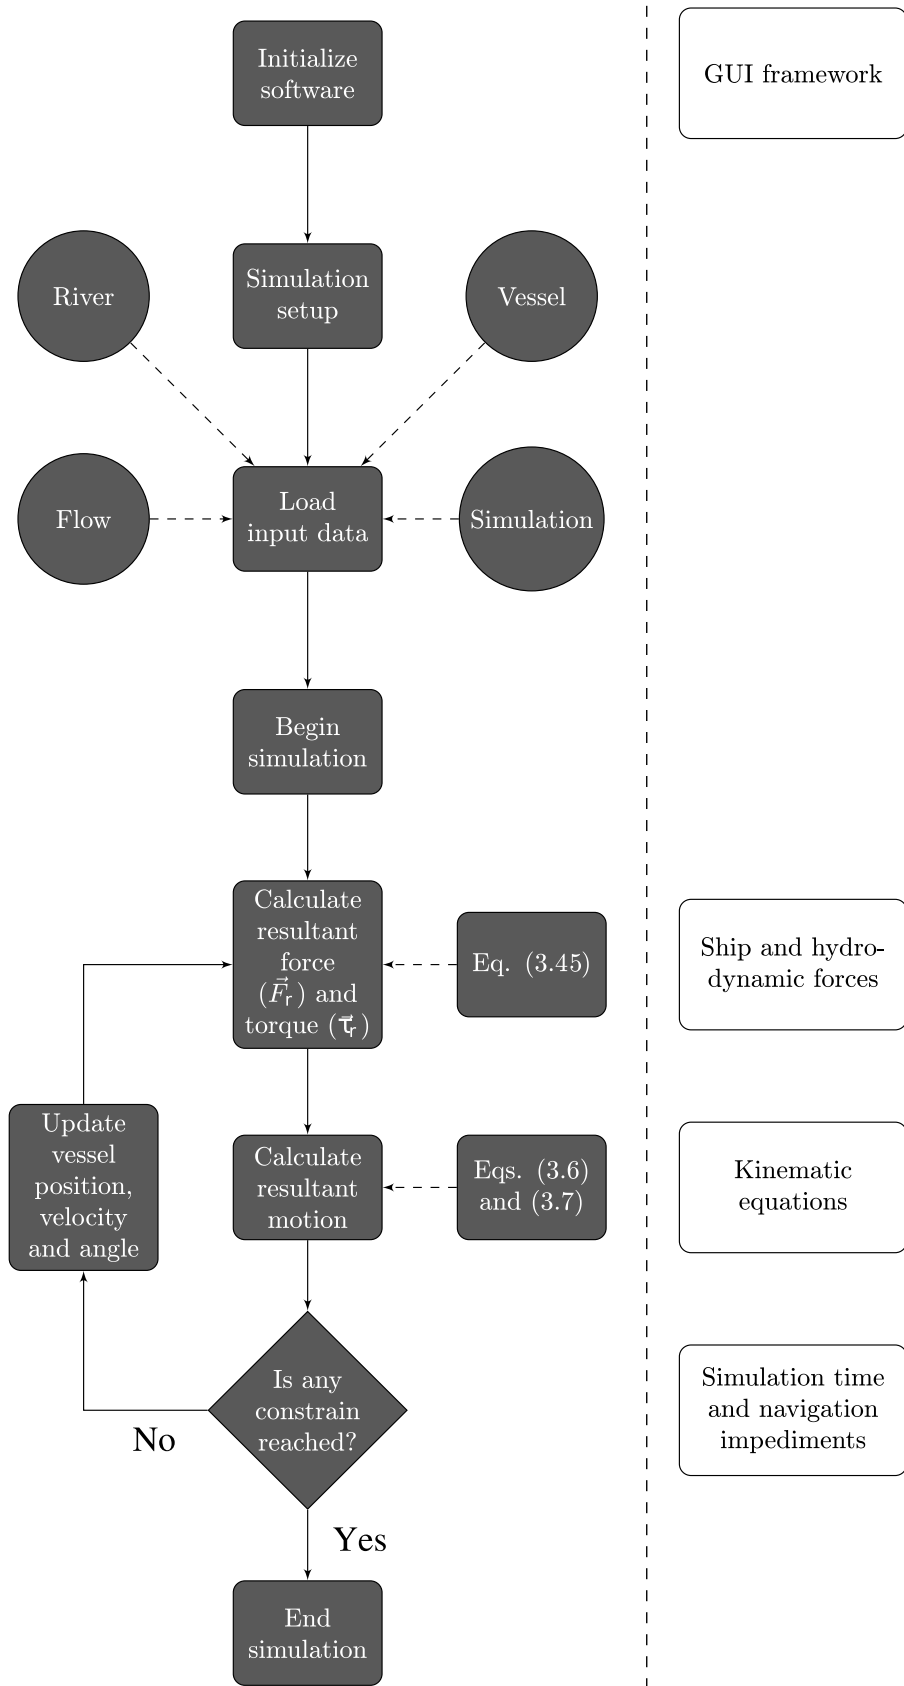 Initialize
software
GUI framework
River
Simulation
setup
Vessel
Flow
Load
input data
Simulation
Begin
simulation
Calculate
resultant
force
(F⃗r) and
torque (τ⃗r)
Eq. (3.45)
Ship and hydro-
dynamic forces
Update
vessel
position,
velocity
and angle
Calculate
resultant
motion
Eqs. (3.6)
and (3.7)
Kinematic
equations
Is any
constrain
reached?
Simulation time
and navigation
impediments
No
Yes
End
simulation